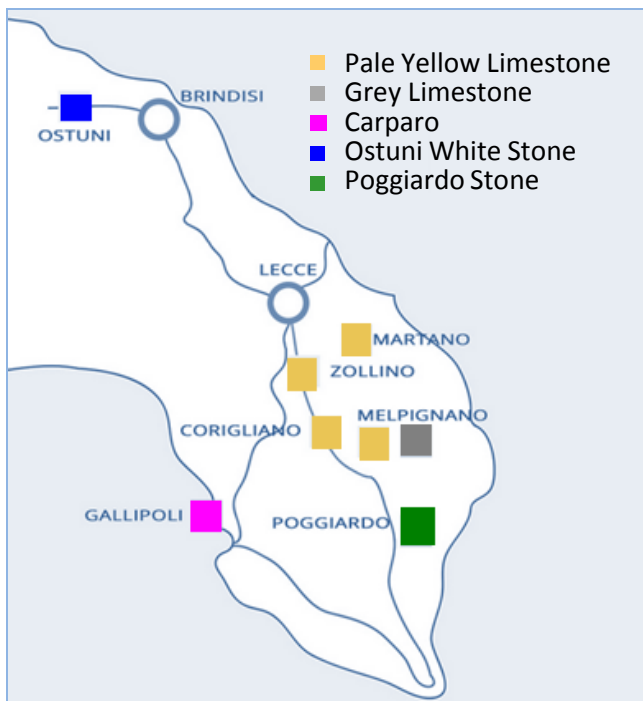 Pale Yellow Limestone
Grey Limestone
Carparo
Ostuni White Stone
Poggiardo Stone
BRINDISI
OSTUNI
LECCE
MARTANO
ZOLLINO
MELPIGNANO
CORIGLIANO
GALLIPOLI
POGGIARDO